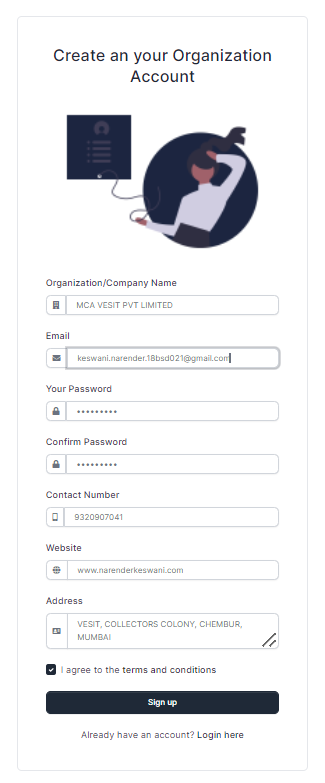 Create an your Organization
Account
Organization/Company Name
MCA VESIT PVT LIMITED
Email
keswani.narender.18bsd021@gmail.com
Your Password
•••••••••
Confirm Password
•••••••••
Contact Number
9320907041
Website
www.narenderkeswani.com
Address
VESIT, COLLECTORS COLONY, CHEMBUR,
MUMBAI
I agree to the terms and conditions
Sign up
Already have an account? Login here